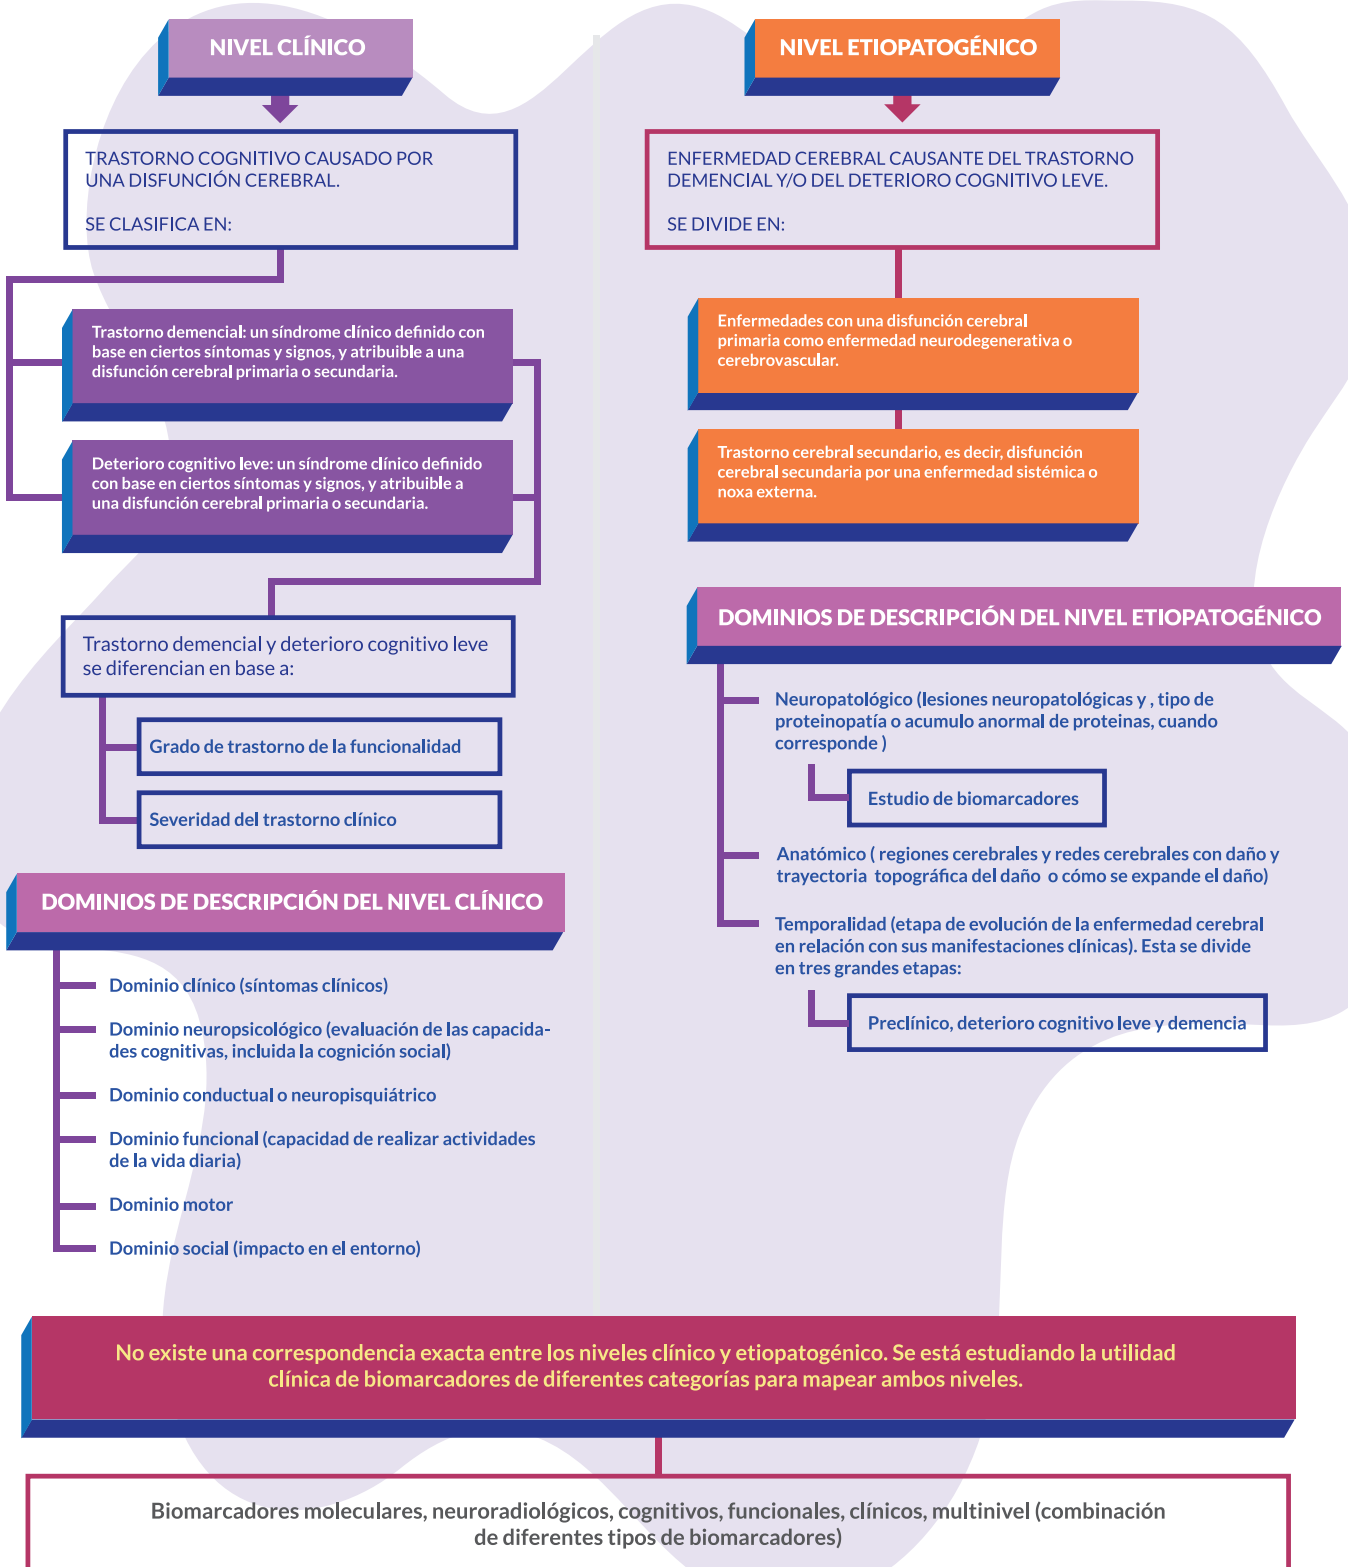 NIVEL CLÍNICO
TRASTORNO COGNITIVO CAUSADO POR
UNA DISFUNCIÓN CEREBRAL.
SE CLASIFICA EN:
Trastorno demencial: un síndrome clínico definido con
base en ciertos síntomas y signos, y atribuible a una
disfunción cerebral primaria o secundaria.
Deterioro cognitivo leve: un síndrome clínico definido
con base en ciertos síntomas y signos, y atribuible a
una disfunción cerebral primaria o secundaria.
Trastorno demencial y deterioro cognitivo leve
se diferencian en base a:
Grado de trastorno de la funcionalidad
Severidad del trastorno clínico
DOMINIOS DE DESCRIPCIÓN DEL NIVEL CLÍNICO
Dominio clínico (síntomas clínicos)
Dominio neuropsicológico (evaluación de las capacida-
des cognitivas, incluida la cognición social)
Dominio conductual o neuropisquiátrico
Dominio funcional (capacidad de realizar actividades
de la vida diaria)
Dominio motor
Dominio social (impacto en el entorno)
NIVEL ETIOPATOGÉNICO
ENFERMEDAD CEREBRAL CAUSANTE DEL TRASTORNO
DEMENCIAL Y/O DEL DETERIORO COGNITIVO LEVE.
SE DIVIDE EN:
Enfermedades con una disfunción cerebral
primaria como enfermedad neurodegenerativa o
cerebrovascular.
Trastorno cerebral secundario, es decir, disfunción
cerebral secundaria por una enfermedad sistémica o
noxa externa.
DOMINIOS DE DESCRIPCIÓN DEL NIVEL ETIOPATOGÉNICO
Neuropatológico (lesiones neuropatológicas y , tipo de
proteinopatía o acumulo anormal de proteinas, cuando
corresponde )
Estudio de biomarcadores
Anatómico ( regiones cerebrales y redes cerebrales con daño y
trayectoria topográfica del daño o cómo se expande el daño)
Temporalidad (etapa de evolución de la enfermedad cerebral
en relación con sus manifestaciones clínicas). Esta se divide
en tres grandes etapas:
Preclínico, deterioro cognitivo leve y demencia
No existe una correspondencia exacta entre los niveles clínico y etiopatogénico. Se está estudiando la utilidad
clínica de biomarcadores de diferentes categorías para mapear ambos niveles.
Biomarcadores moleculares, neuroradiológicos, cognitivos, funcionales, clínicos, multinivel (combinación
de diferentes tipos de biomarcadores)